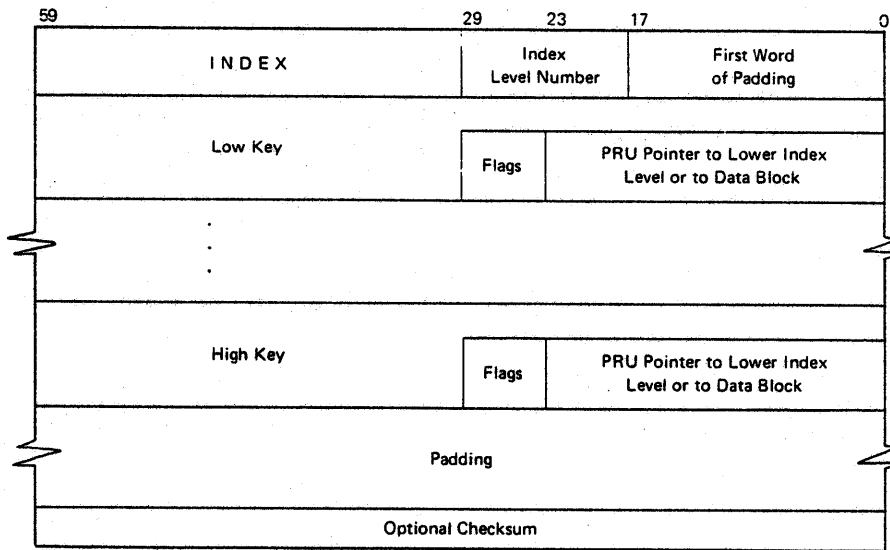 59 29 23 17 0
I N D E X
Index
Level Number
First Word
of Padding
Low Key
Flags
PRU Pointer to Lower Index
Level or to Data Block
High Key
Flags
PRU Pointer to Lower Index
Level or to Data Block
Padding
Optional Checksum